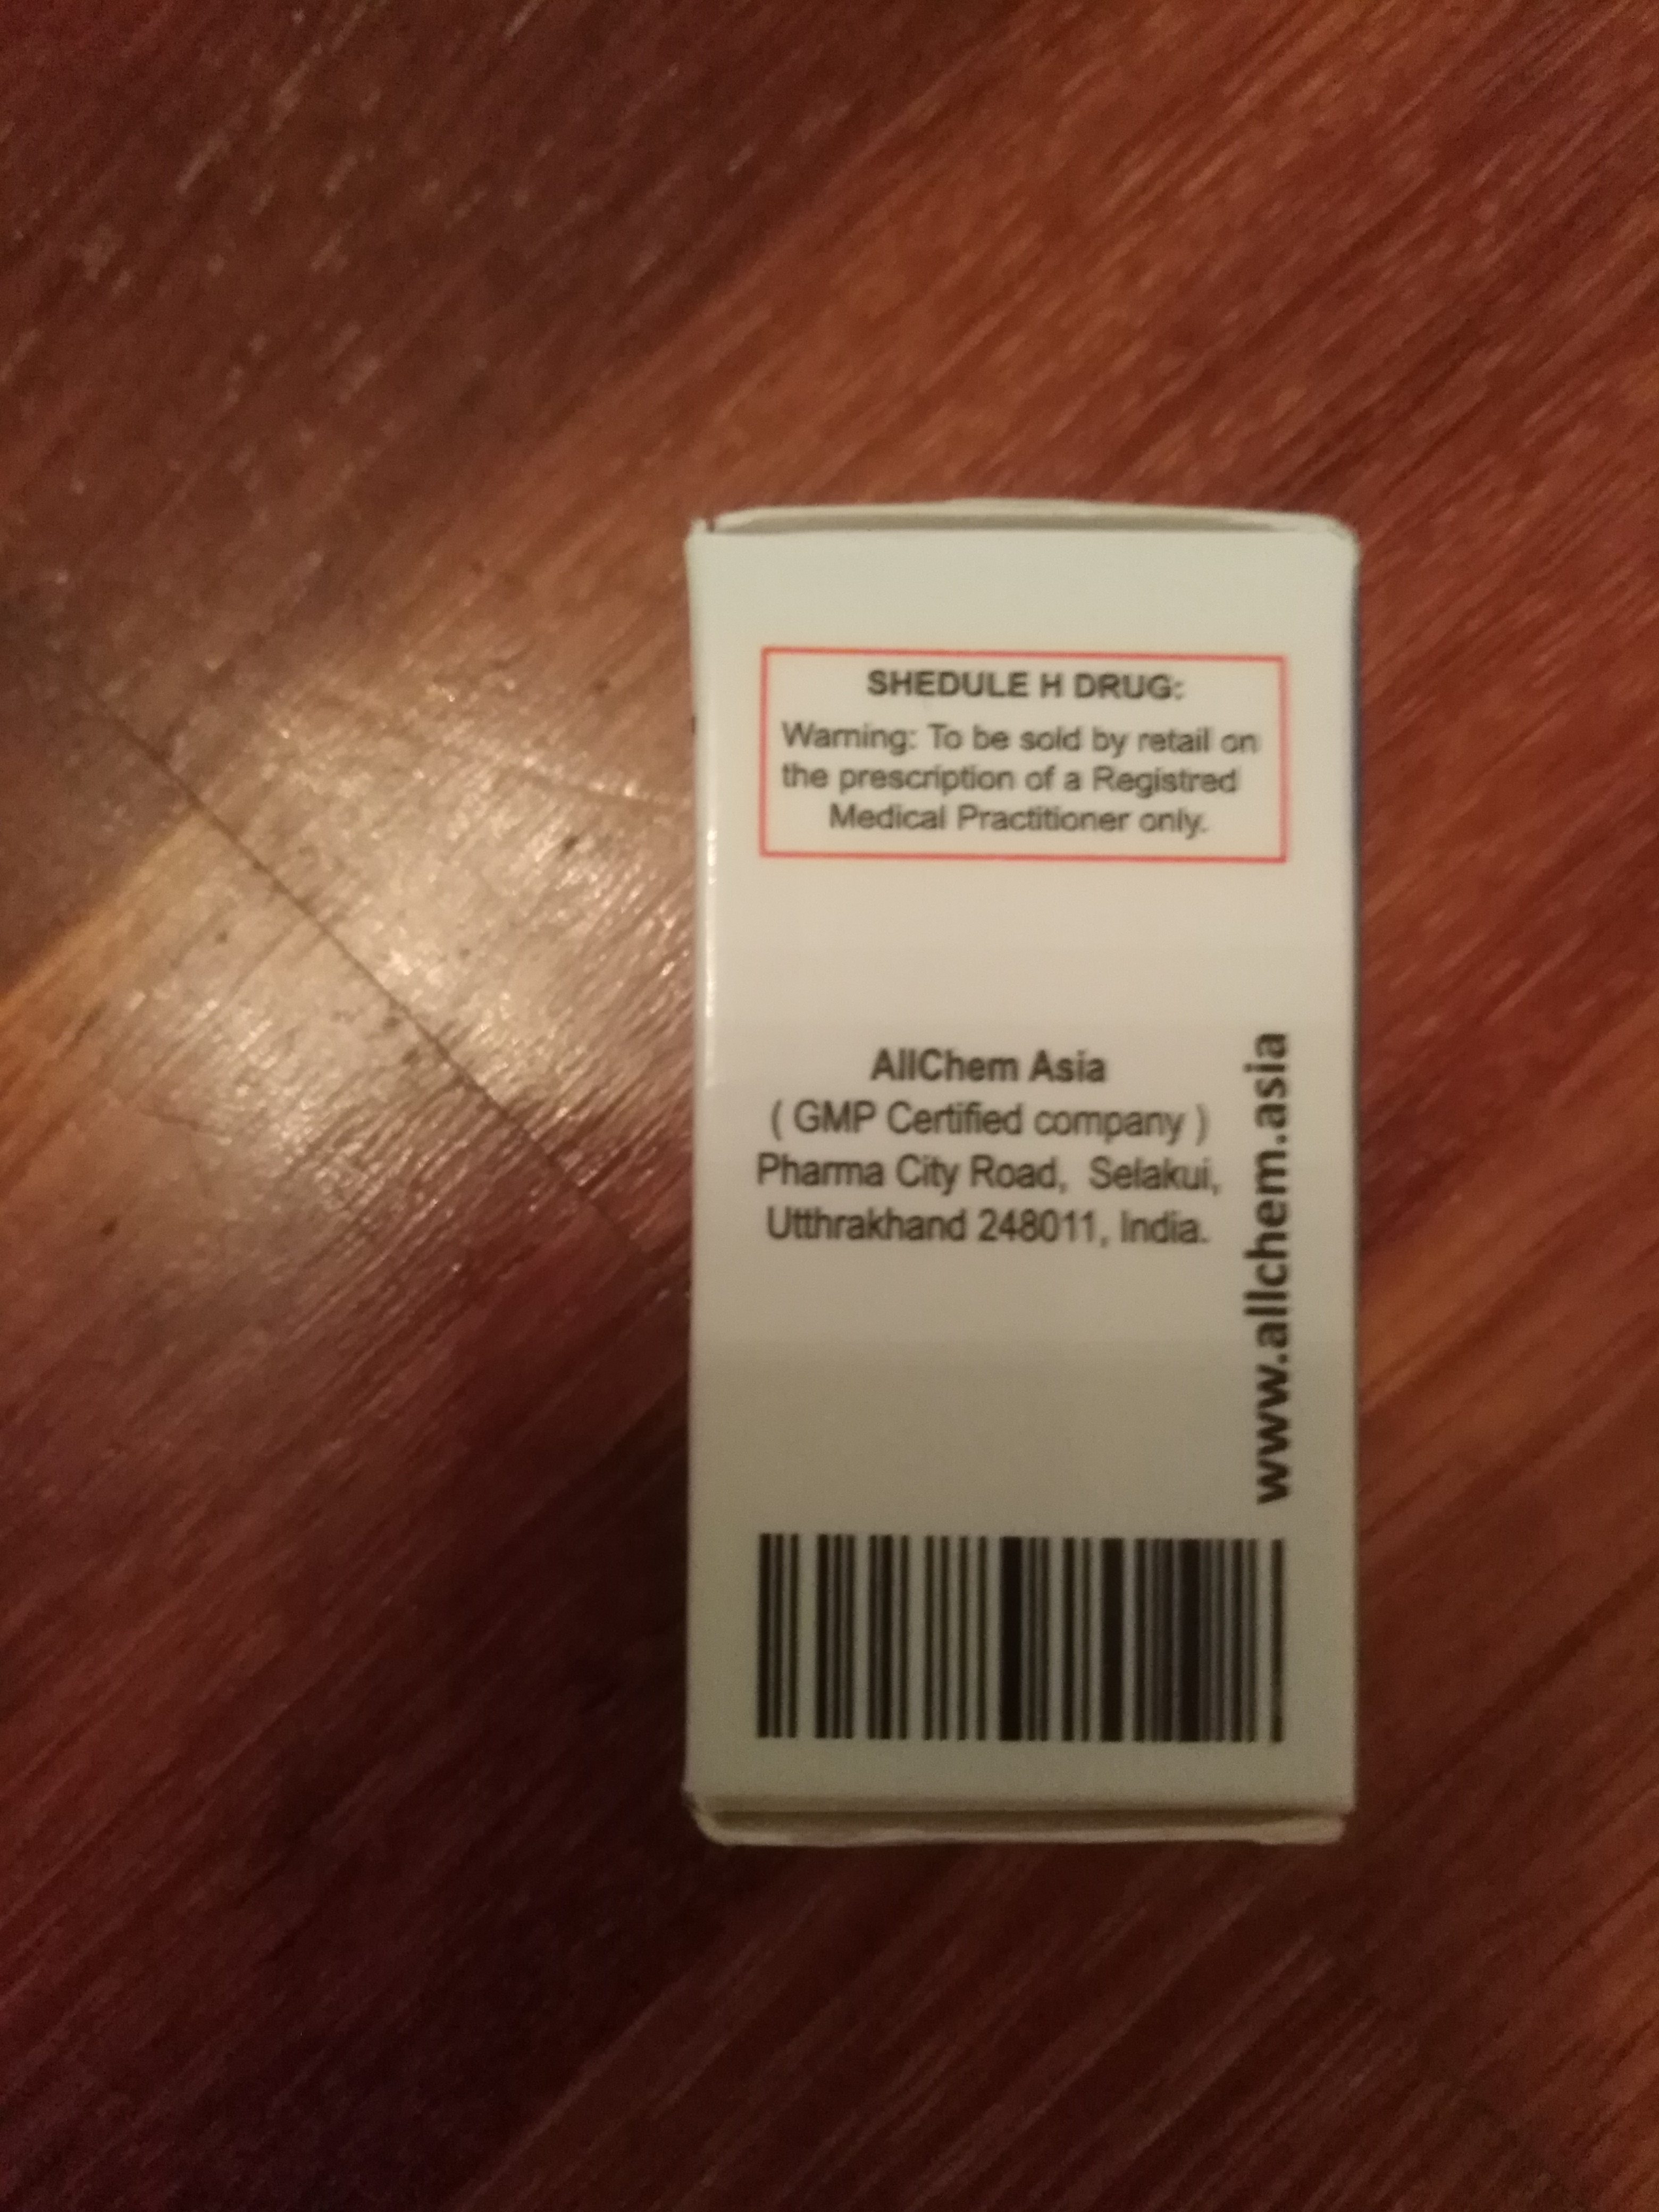 SHEDULE H DRUG:
Warning: To be sold by retail on
the prescription of a Registred
Medical Practitioner only.
AllChem Asia
( GMP Certified company )
Pharma City Road, Selakui,
Utthrakhand 248011, India.
www.allchem.asia